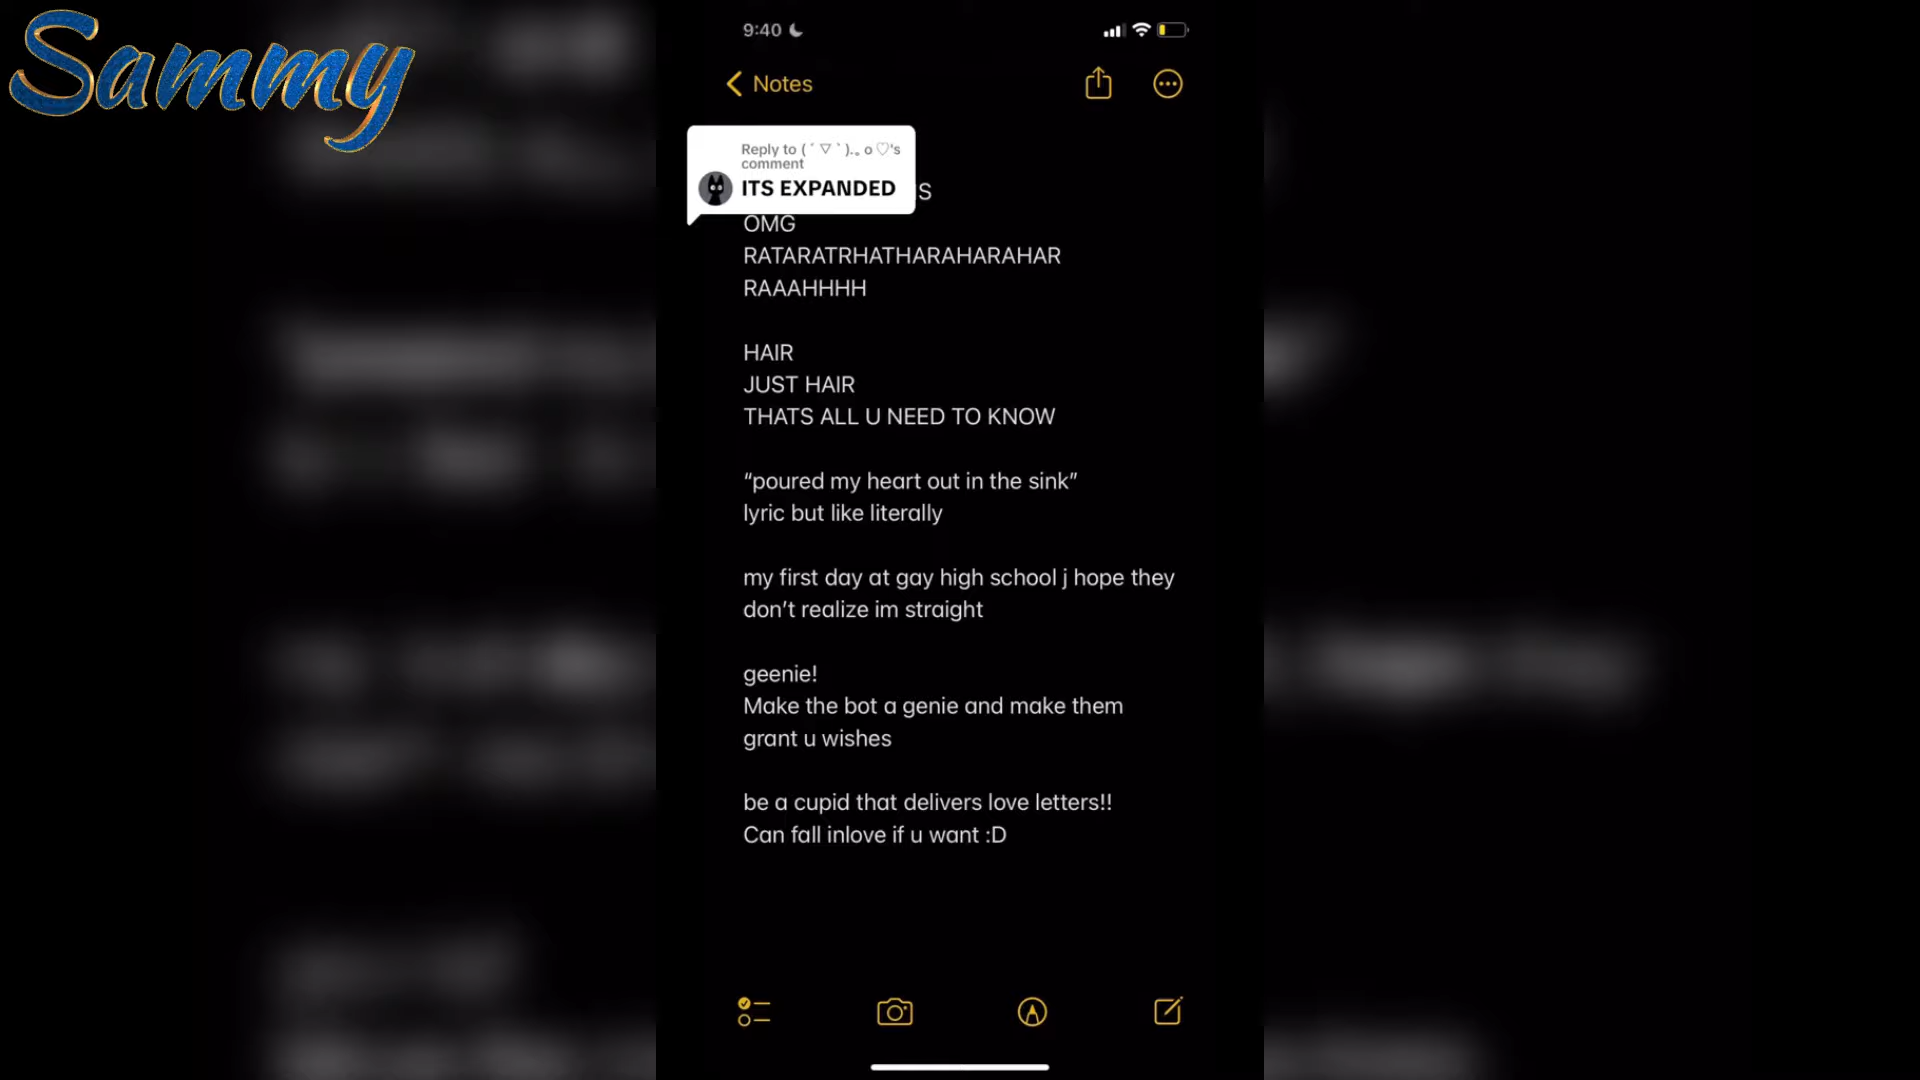 Sammy
9:40
Notes
Reply to ( ´ ▽ ` ).｡ o ♡'s
comment
ITS EXPANDED
S
OMG
RATARATRHATHARAHARAHAR
RAAAHHHH
HAIR
JUST HAIR
THATS ALL U NEED TO KNOW
“poured my heart out in the sink”
lyric but like literally
my first day at gay high school j hope they
don’t realize im straight
geenie!
Make the bot a genie and make them
grant u wishes
be a cupid that delivers love letters!!
Can fall inlove if u want :D